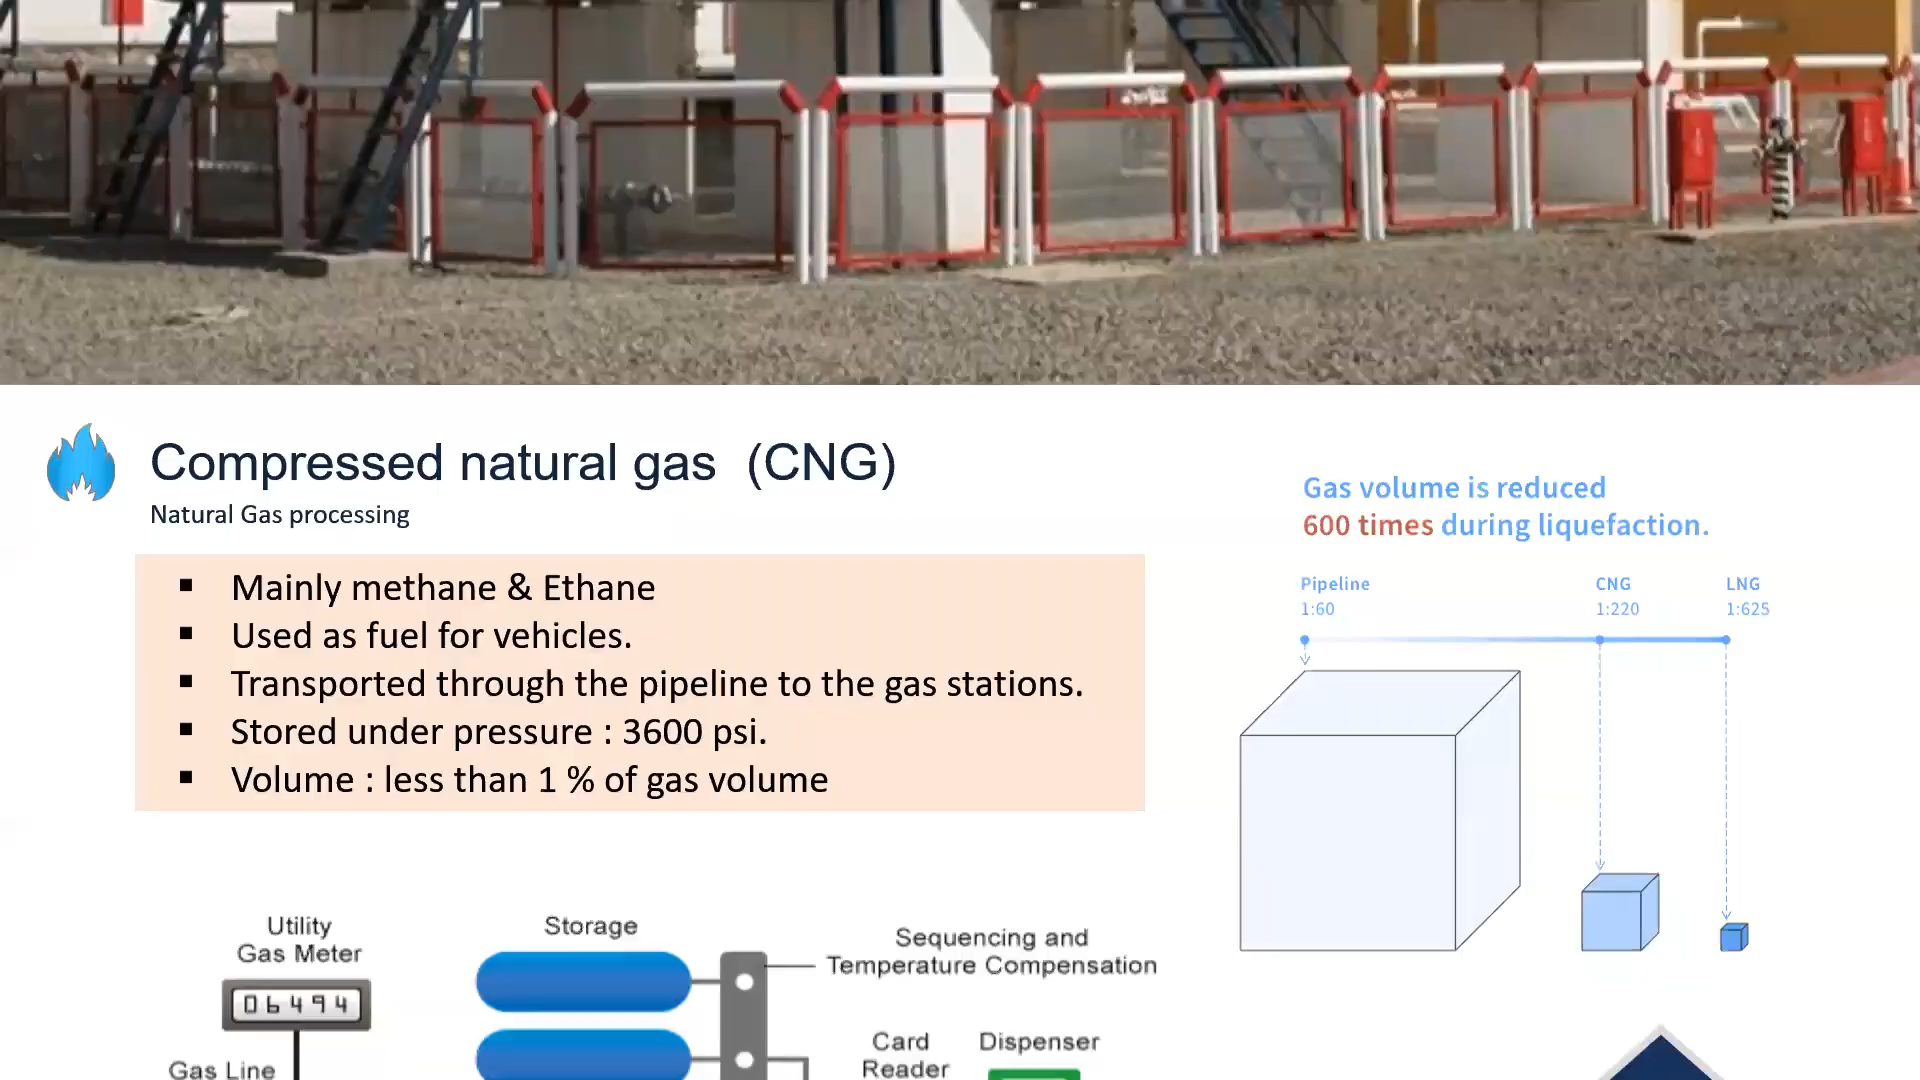 Compressed natural gas (CNG)
Natural Gas processing
▪ Mainly methane & Ethane
▪ Used as fuel for vehicles.
▪ Transported through the pipeline to the gas stations.
▪ Stored under pressure : 3600 psi.
▪ Volume : less than 1 % of gas volume
Gas volume is reduced
600 times during liquefaction.
Pipeline
1:60
CNG
1:220
LNG
1:625
Utility
Gas Meter
06494
Gas Line
Storage
Sequencing and
Temperature Compensation
Card
Reader
Dispenser